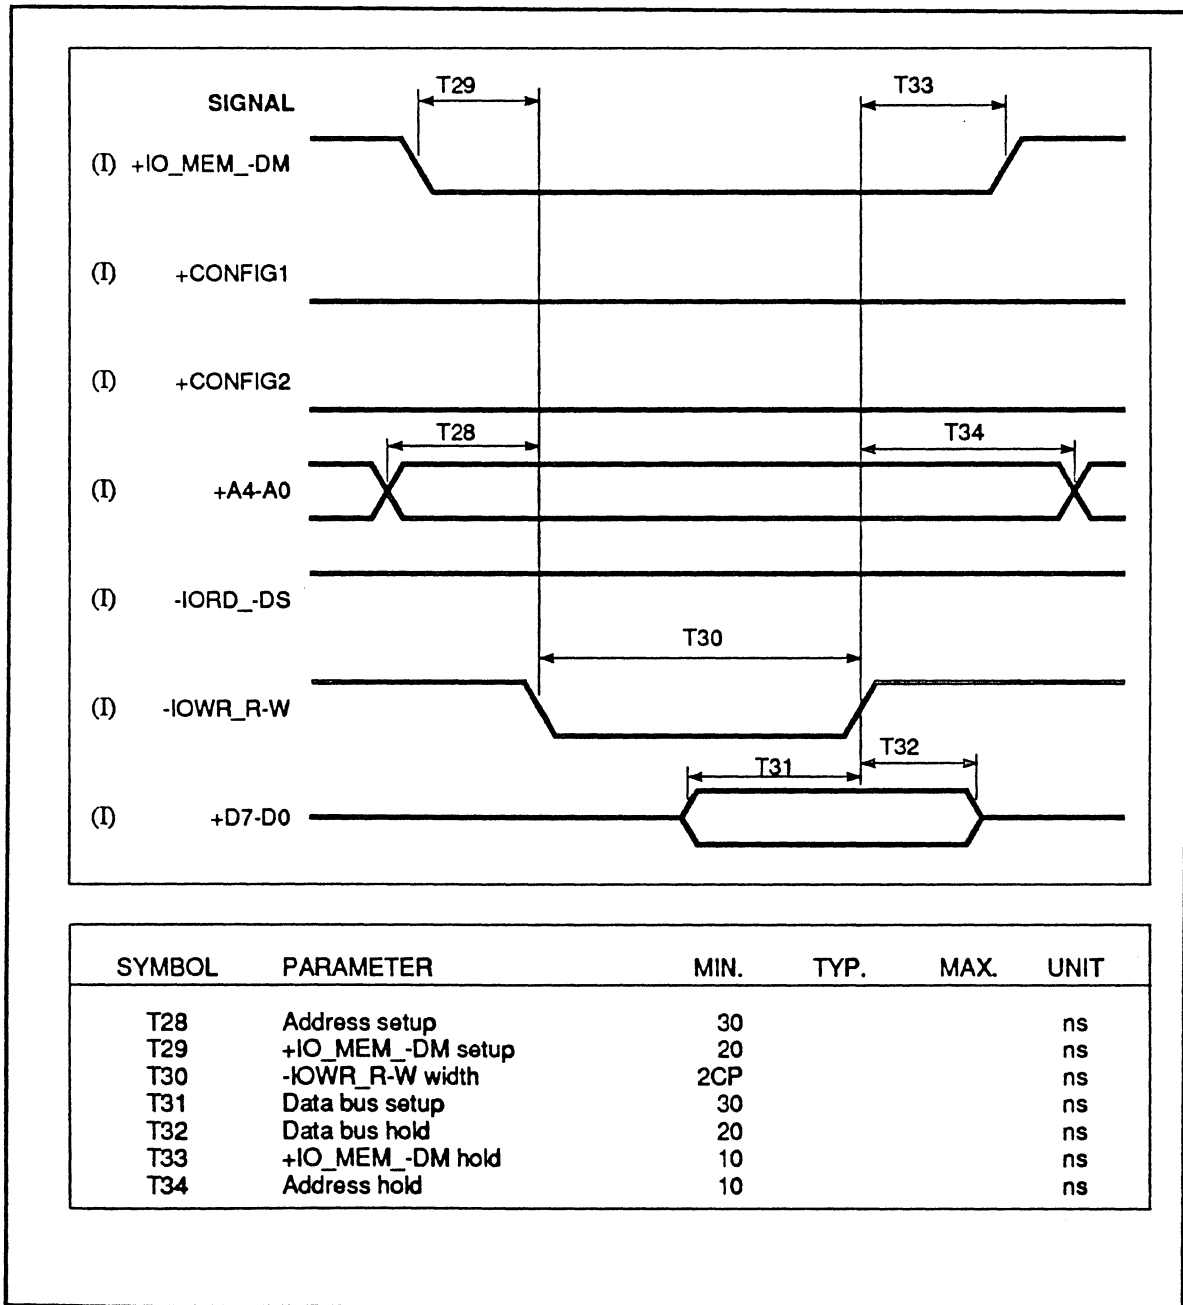 T29
T33
SIGNAL
(I) +IO_MEM_-DM
(I) +CONFIG1
(I) +CONFIG2
T28
T34
(I) +A4-A0
(I) -IORD_-DS
T30
(I) -IOWR_R-W
T32
T31
(I) +D7-D0
SYMBOL PARAMETER MIN. TYP. MAX. UNIT
T28 Address setup 30 ns
T29 +IO_MEM_-DM setup 20 ns
T30 -IOWR_R-W width 2CP ns
T31 Data bus setup 30 ns
T32 Data bus hold 20 ns
T33 +IO_MEM_-DM hold 10 ns
T34 Address hold 10 ns